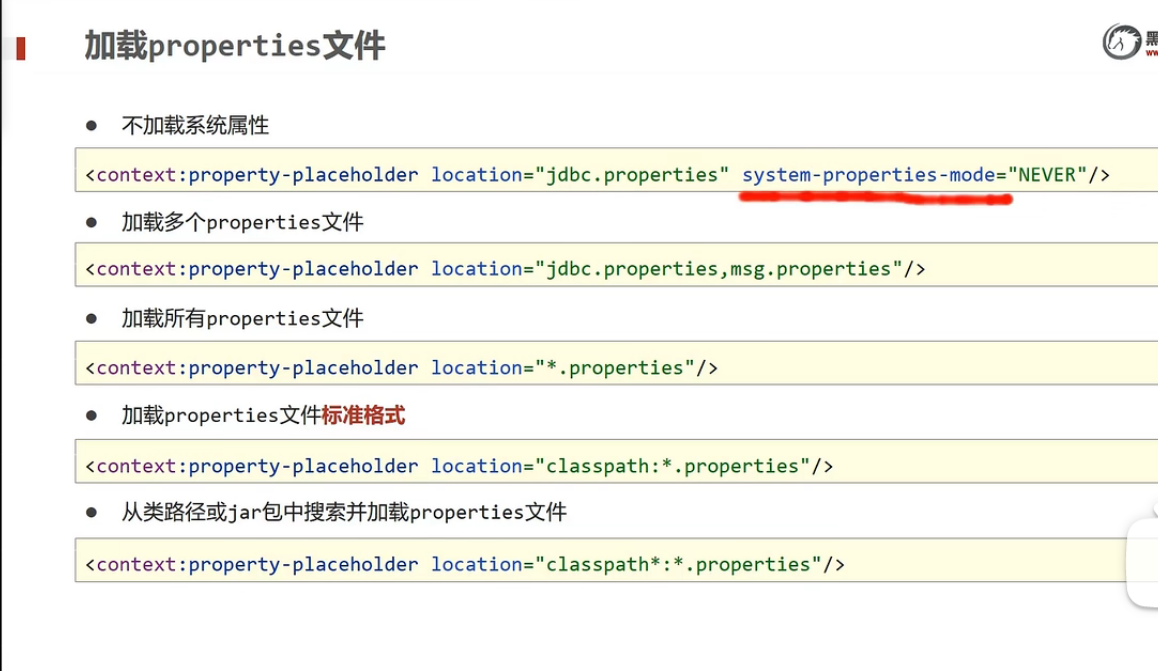 加载properties文件
黑
● 不加载系统属性
<context:property-placeholder location="jdbc.properties" system-properties-mode="NEVER"/>
● 加载多个properties文件
<context:property-placeholder location="jdbc.properties,msg.properties"/>
● 加载所有properties文件
<context:property-placeholder location="*.properties"/>
● 加载properties文件标准格式
<context:property-placeholder location="classpath:*.properties"/>
● 从类路径或jar包中搜索并加载properties文件
<context:property-placeholder location="classpath*:*.properties"/>